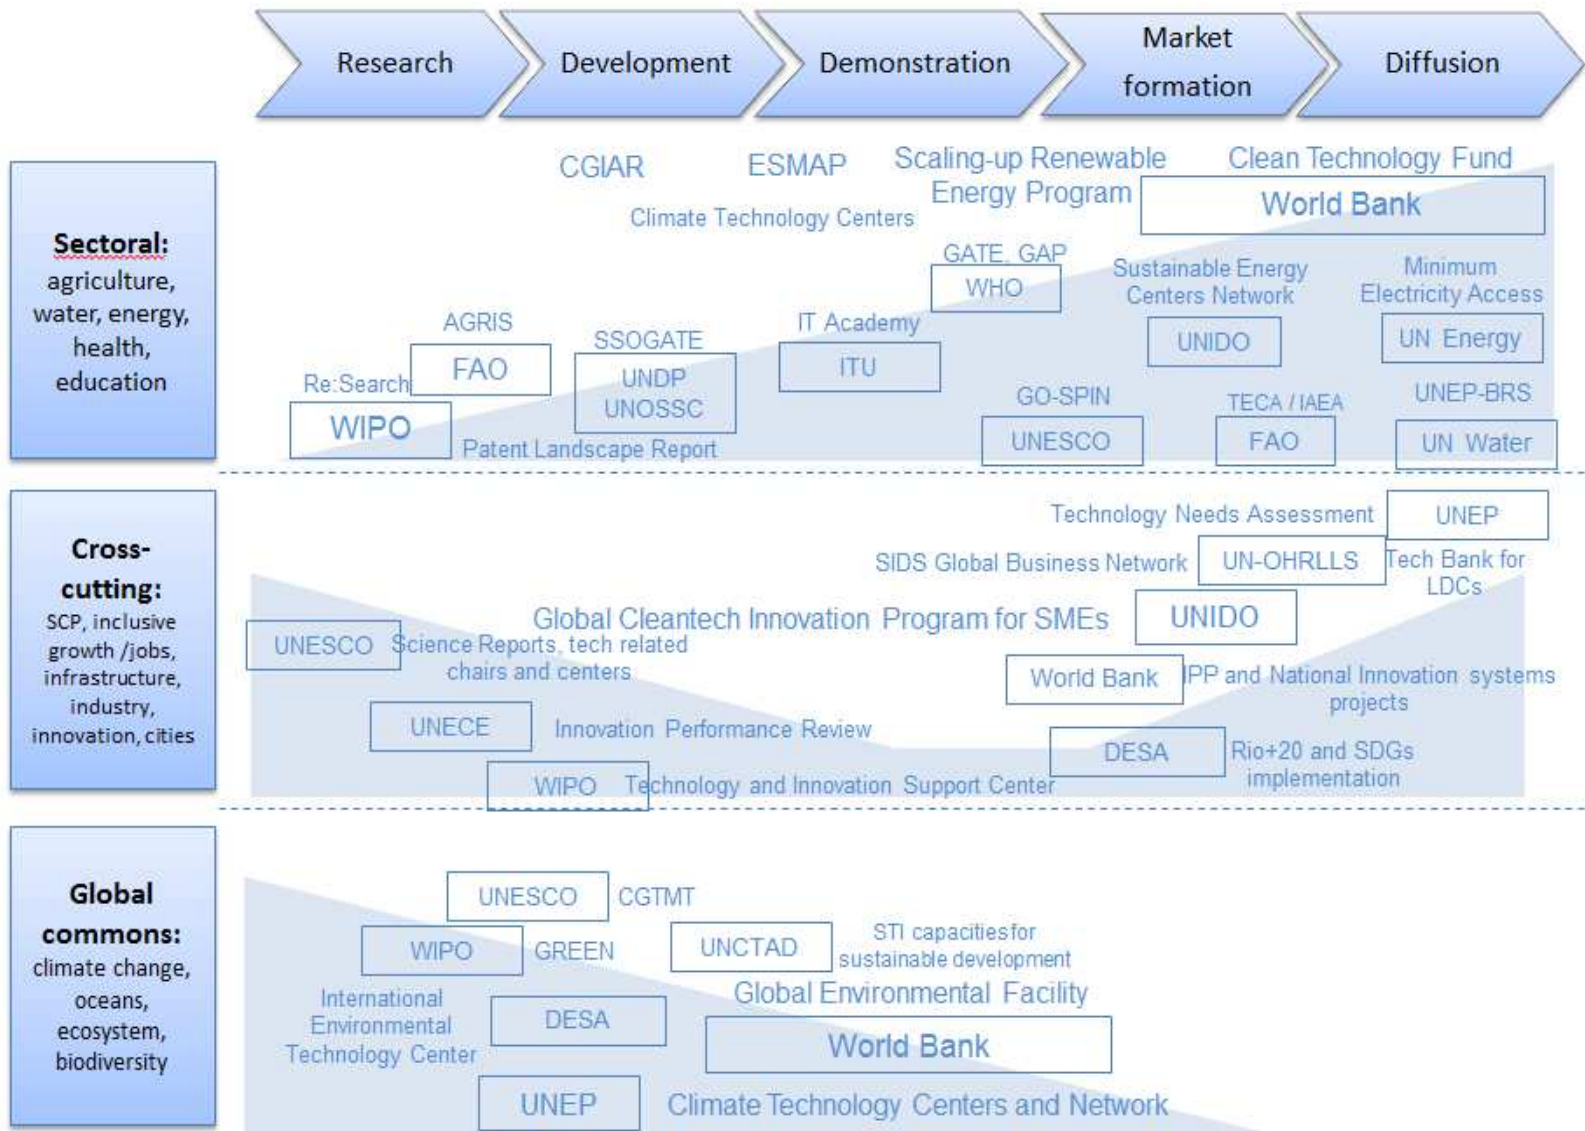 Research
Development
Demonstration
Market
formation
Diffusion
Sectoral:
agriculture,
water, energy,
health,
education
CGIAR
ESMAP
Scaling-up Renewable
Energy Program
Clean Technology Fund
World Bank
Climate Technology Centers
GATE, GAP
WHO
Sustainable Energy
Centers Network
UNIDO
Minimum
Electricity Access
UN Energy
AGRIS
FAO
SSOGATE
UNDP
UNOSSC
IT Academy
ITU
Re:Search
WIPO
Patent Landscape Report
GO-SPIN
UNESCO
TECA / IAEA
FAO
UNEP-BRS
UN Water
Cross-
cutting:
SCP, inclusive
growth /jobs,
infrastructure,
industry,
innovation, cities
Technology Needs Assessment
UNEP
SIDS Global Business Network
UN-OHRLLS
Tech Bank for
LDCs
Global Cleantech Innovation Program for SMEs
UNIDO
UNESCO
Science Reports, tech related
chairs and centers
World Bank
IPP and National Innovation systems
projects
UNECE
Innovation Performance Review
DESA
Rio+20 and SDGs
implementation
WIPO
Technology and Innovation Support Center
Global
commons:
climate change,
oceans,
ecosystem,
biodiversity
UNESCO
CGTMT
WIPO
GREEN
UNCTAD
STI capacities for
sustainable development
International
Environmental
Technology Center
DESA
Global Environmental Facility
World Bank
UNEP
Climate Technology Centers and Network